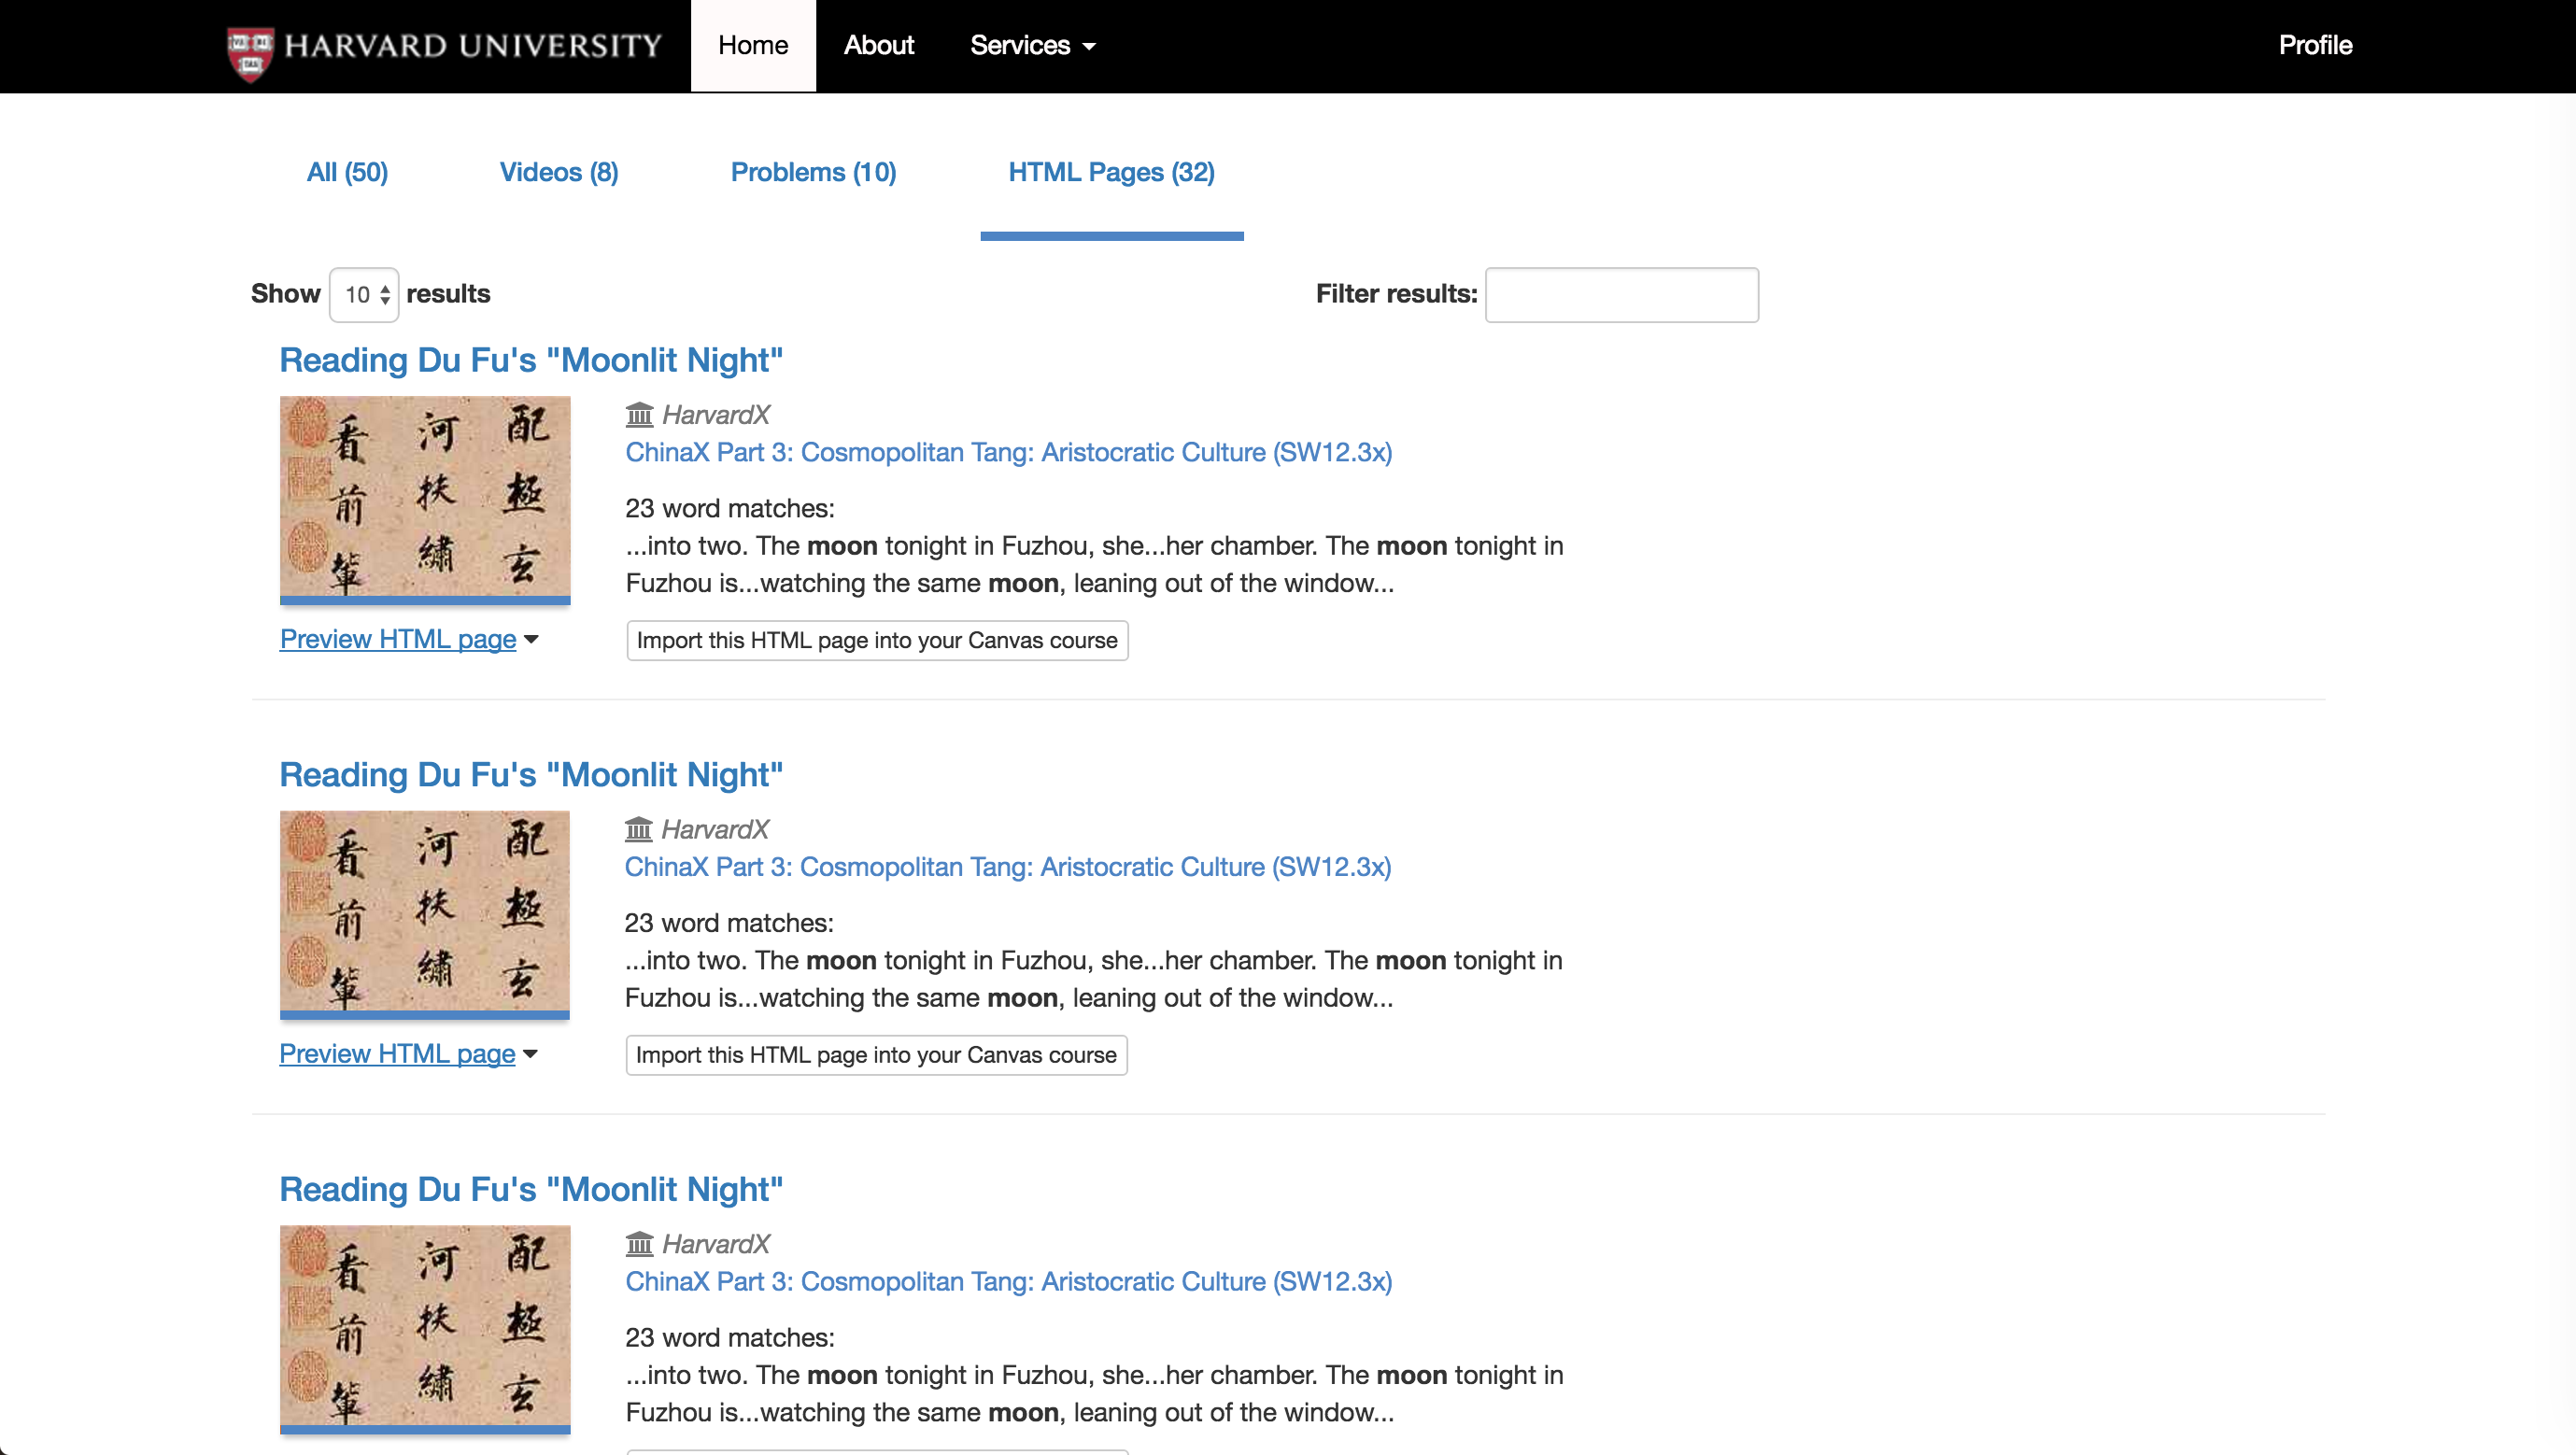 HARVARD UNIVERSITY
Home
About
Services
Profile
All (50)
Videos (8)
Problems (10)
HTML Pages (32)
Show 10 results
Filter results:
Reading Du Fu's "Moonlit Night"
配極玄
河扶繡
看前輩
HarvardX
ChinaX Part 3: Cosmopolitan Tang: Aristocratic Culture (SW12.3x)
23 word matches:
...into two. The moon tonight in Fuzhou, she...her chamber. The moon tonight in
Fuzhou is...watching the same moon, leaning out of the window...
Preview HTML page
Import this HTML page into your Canvas course
Reading Du Fu's "Moonlit Night"
配極玄
河扶繡
看前輩
HarvardX
ChinaX Part 3: Cosmopolitan Tang: Aristocratic Culture (SW12.3x)
23 word matches:
...into two. The moon tonight in Fuzhou, she...her chamber. The moon tonight in
Fuzhou is...watching the same moon, leaning out of the window...
Preview HTML page
Import this HTML page into your Canvas course
Reading Du Fu's "Moonlit Night"
配極玄
河扶繡
看前輩
HarvardX
ChinaX Part 3: Cosmopolitan Tang: Aristocratic Culture (SW12.3x)
23 word matches:
...into two. The moon tonight in Fuzhou, she...her chamber. The moon tonight in
Fuzhou is...watching the same moon, leaning out of the window...